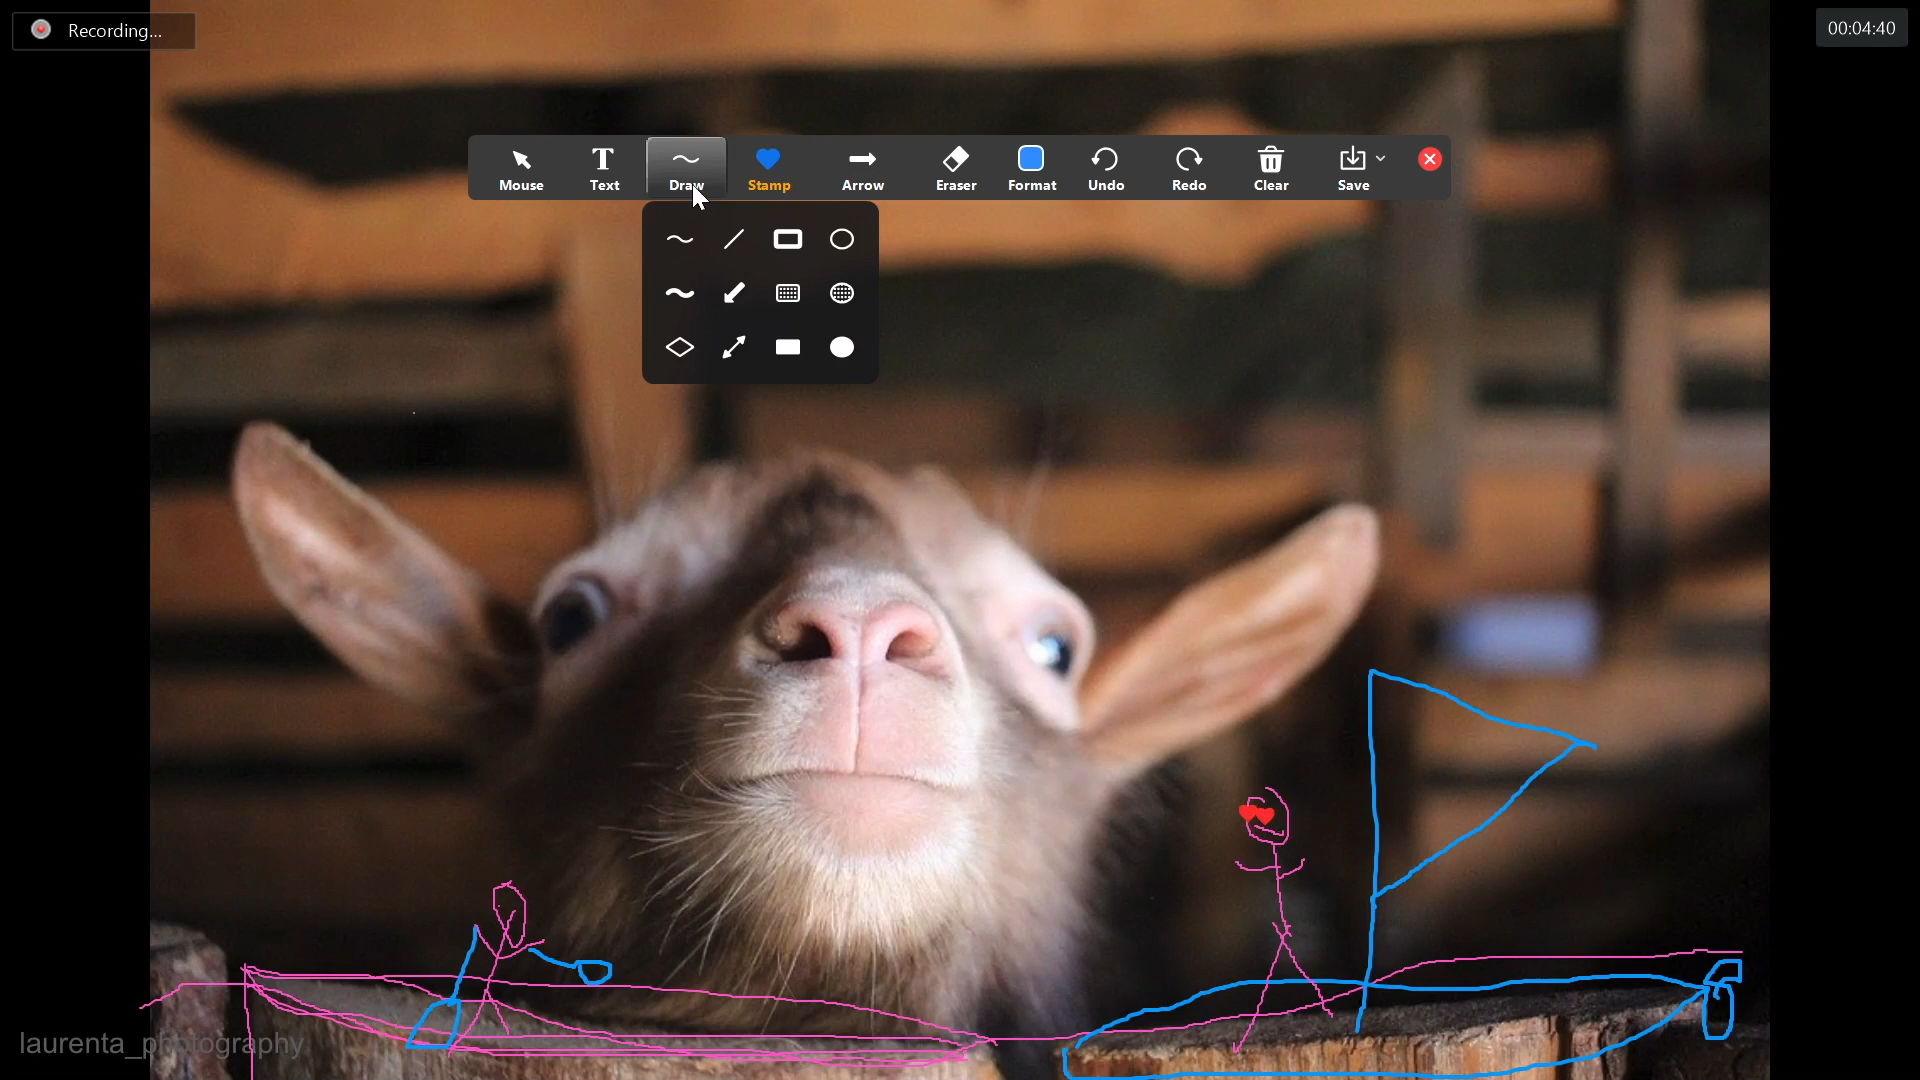 Recording...
00:04:40
Mouse
Text
Draw
Stamp
Arrow
Eraser
Format
Undo
Redo
Clear
Save
laurenta_photography